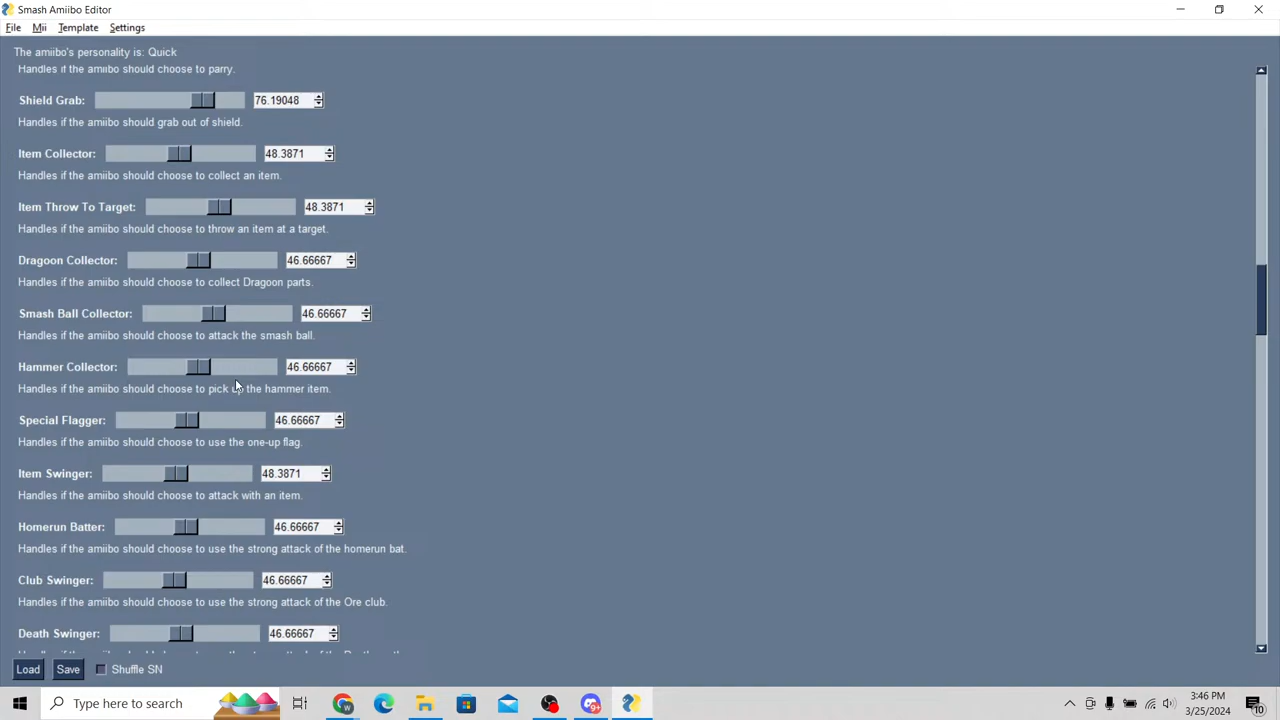 Smash Amiibo Editor
File Mii Template Settings
The amiibo's personality is: Quick
Handles if the amiibo should choose to parry.
Shield Grab: 76.19048
Handles if the amiibo should grab out of shield.
Item Collector: 48.3871
Handles if the amiibo should choose to collect an item.
Item Throw To Target: 48.3871
Handles if the amiibo should choose to throw an item at a target.
Dragoon Collector: 46.66667
Handles if the amiibo should choose to collect Dragoon parts.
Smash Ball Collector: 46.66667
Handles if the amiibo should choose to attack the smash ball.
Hammer Collector: 46.66667
Handles if the amiibo should choose to pick up the hammer item.
Special Flagger: 46.66667
Handles if the amiibo should choose to use the one-up flag.
Item Swinger: 48.3871
Handles if the amiibo should choose to attack with an item.
Homerun Batter: 46.66667
Handles if the amiibo should choose to use the strong attack of the homerun bat.
Club Swinger: 46.66667
Handles if the amiibo should choose to use the strong attack of the Ore club.
Death Swinger: 46.66667
Load Save Shuffle SN
Type here to search
3:46 PM
3/25/2024
10